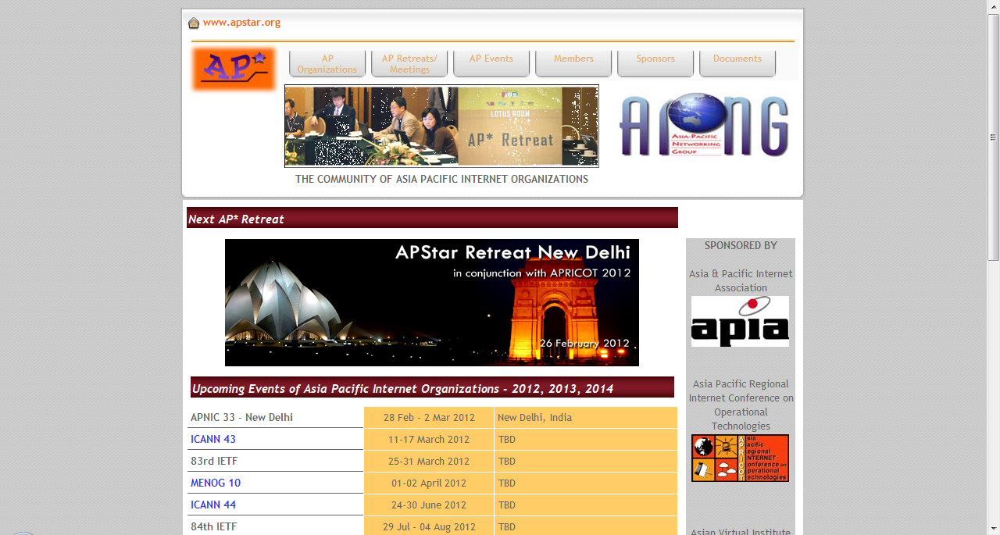 www.apstar.org
AP*
AP
Organizations
AP Retreats/
Meetings
AP Events
Members
Sponsors
Documents
LOTUS ROOM
AP* Retreat
APNG
ASIA-PACIFIC
NETWORKING
GROUP
THE COMMUNITY OF ASIA PACIFIC INTERNET ORGANIZATIONS
Next AP* Retreat
APStar Retreat New Delhi
in conjunction with APRICOT 2012
26 February 2012
Upcoming Events of Asia Pacific Internet Organizations - 2012, 2013, 2014
APNIC 33 - New Delhi 28 Feb - 2 Mar 2012 New Delhi, India
ICANN 43 11-17 March 2012 TBD
83rd IETF 25-31 March 2012 TBD
MENOG 10 01-02 April 2012 TBD
ICANN 44 24-30 June 2012 TBD
84th IETF 29 Jul - 04 Aug 2012 TBD
SPONSORED BY
Asia & Pacific Internet
Association
apia
Asia Pacific Regional
Internet Conference on
Operational
Technologies
APRICOT
asia
pacific
regional
INTERNET
conference on
operational
technologies
Asian Virtual Institute